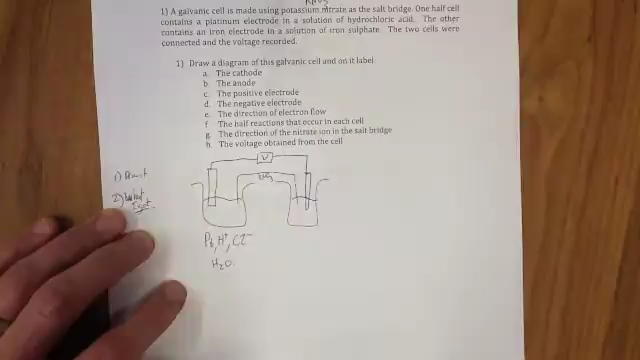 KNO3
1) A galvanic cell is made using potassium nitrate as the salt bridge. One half cell
contains a platinum electrode in a solution of hydrochloric acid. The other
contains an iron electrode in a solution of iron sulphate. The two cells were
connected and the voltage recorded.
1) Draw a diagram of this galvanic cell and on it label
a. The cathode
b The anode
c. The positive electrode
d. The negative electrode
e. The direction of electron flow
f The half reactions that occur in each cell
g. The direction of the nitrate ion in the salt bridge
h. The voltage obtained from the cell
V
1)
2)
Pt, H+, Cl-
H2O